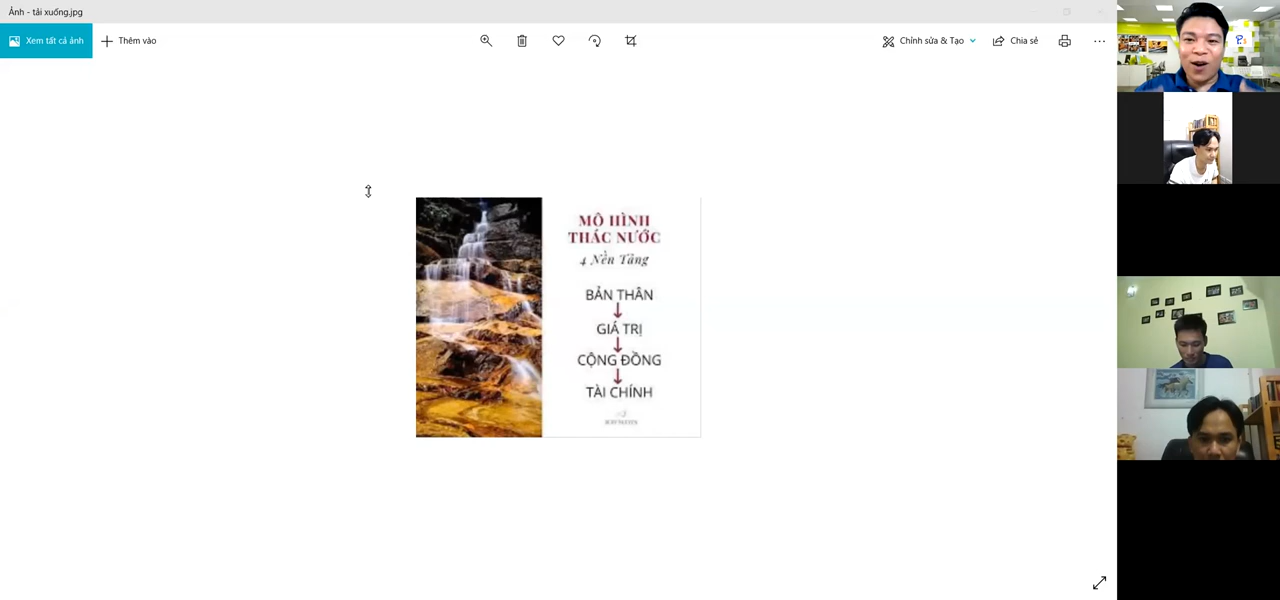 Ảnh - tải xuống.jpg
Xem tất cả ảnh
Thêm vào
Chỉnh sửa & Tạo
Chia sẻ
MÔ HÌNH
THÁC NƯỚC
4 Nền Tảng
BẢN THÂN
GIÁ TRỊ
CỘNG ĐỒNG
TÀI CHÍNH